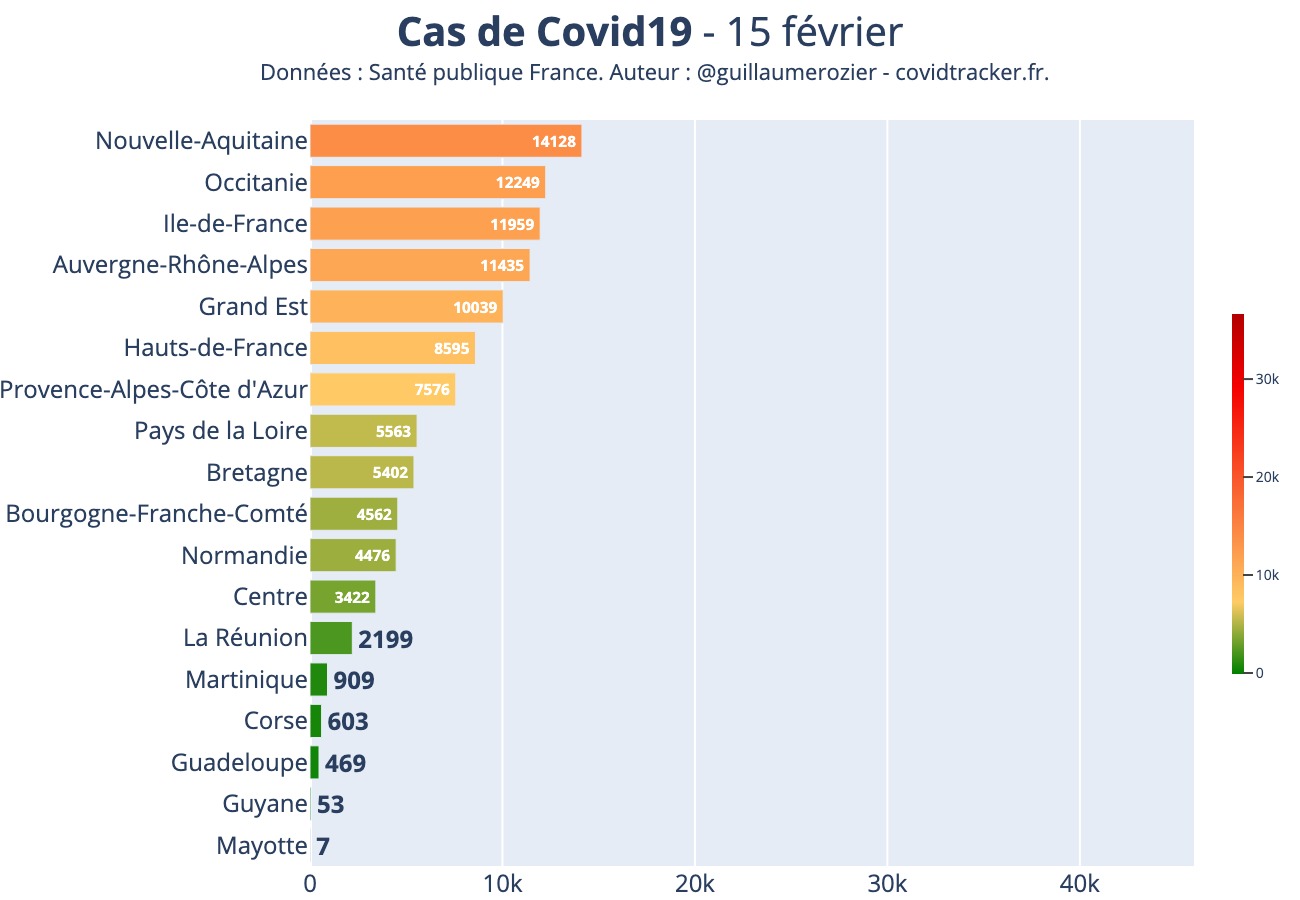 Cas de Covid19 - 15 février
Données : Santé publique France. Auteur : @guillaumerozier - covidtracker.fr.
Nouvelle-Aquitaine 14128
Occitanie 12249
Ile-de-France 11959
Auvergne-Rhône-Alpes 11435
Grand Est 10039
Hauts-de-France 8595
Provence-Alpes-Côte d'Azur 7576
Pays de la Loire 5563
Bretagne 5402
Bourgogne-Franche-Comté 4562
Normandie 4476
Centre 3422
La Réunion 2199
Martinique 909
Corse 603
Guadeloupe 469
Guyane 53
Mayotte 7
0 10k 20k 30k 40k
30k
20k
10k
0